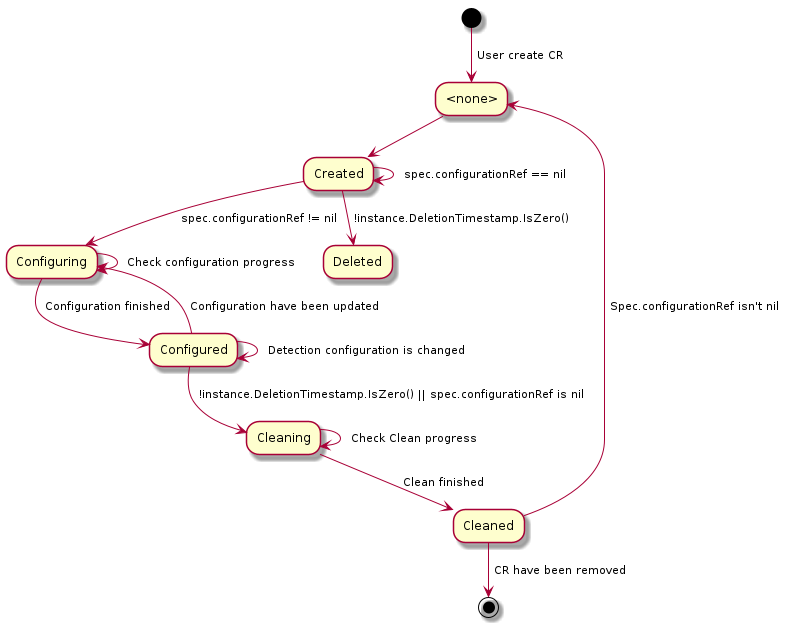 User create CR
<none>
Created
spec.configurationRef == nil
spec.configurationRef != nil
!instance.DeletionTimestamp.IsZero()
Configuring
Check configuration progress
Deleted
Configuration finished
Configuration have been updated
Spec.configurationRef isn't nil
Configured
Detection configuration is changed
!instance.DeletionTimestamp.IsZero() || spec.configurationRef is nil
Cleaning
Check Clean progress
Clean finished
Cleaned
CR have been removed